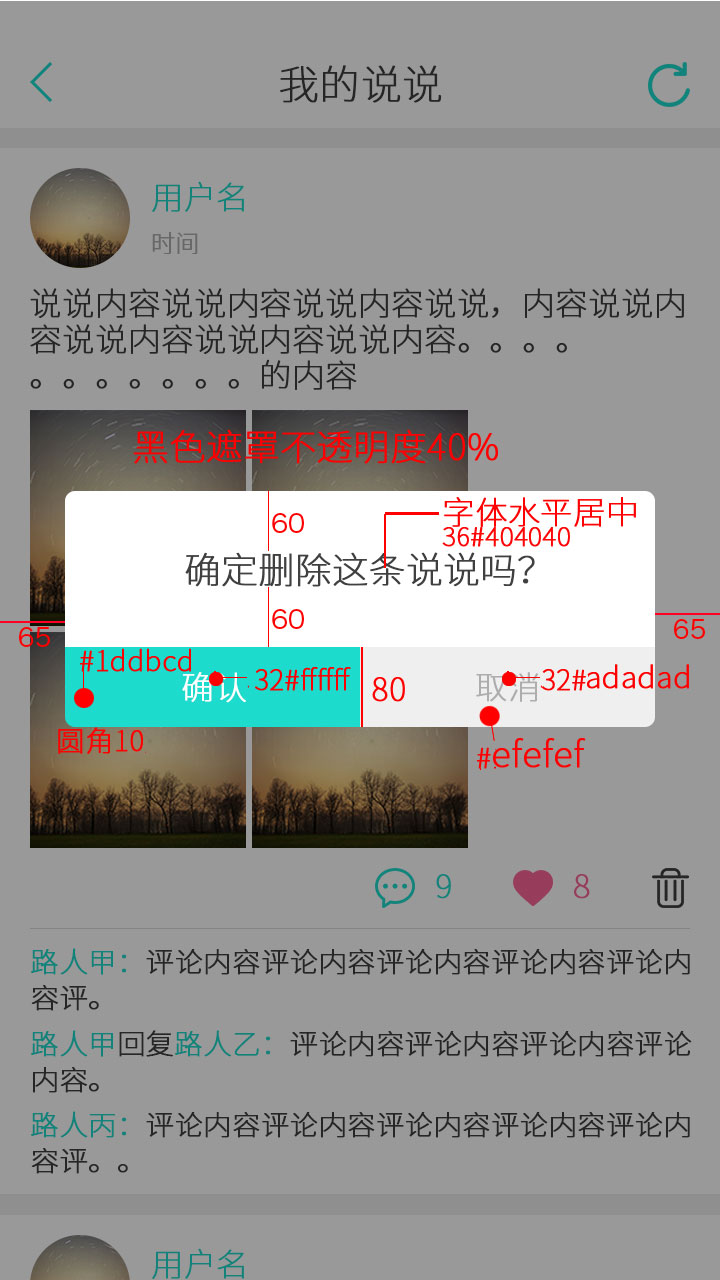 我的说说
用户名
时间
说说内容说说内容说说内容说说，内容说说内
容说说内容说说内容说说内容。。。。
。。。。。。。的内容
黑色遮罩不透明度40%
60
字体水平居中
36#404040
确定删除这条说说吗？
60
65
65
#1ddbcd
确认
32#ffffff
80
取消
32#adadad
圆角10
#efefef
9
8
路人甲：评论内容评论内容评论内容评论内容评论内
容评。
路人甲回复路人乙：评论内容评论内容评论内容评论
内容。
路人丙：评论内容评论内容评论内容评论内容评论内
容评。。
用户名